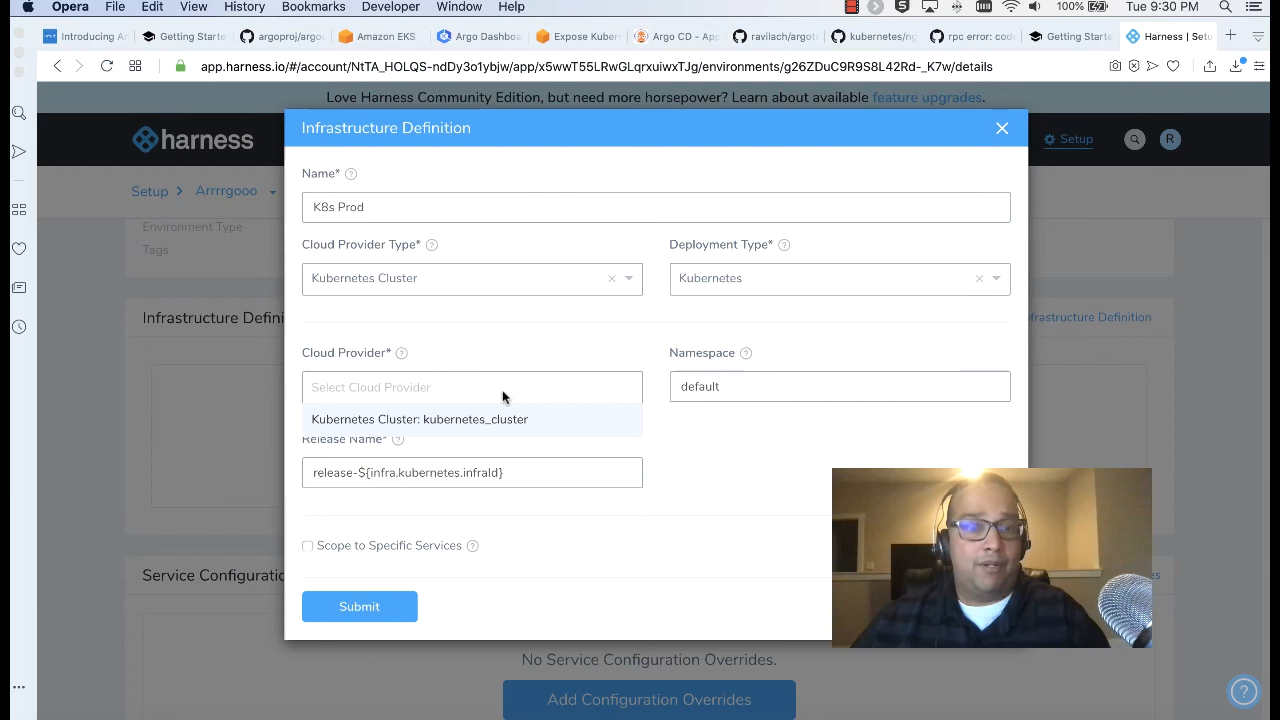 Opera File Edit View History Bookmarks Developer Window Help 100% Tue 9:30 PM
Introducing Ar Getting Starte argoproj/argo Amazon EKS Argo Dashboa Expose Kuber Argo CD - App ravilach/argot kubernetes/ng rpc error: cod Getting Starte Harness | Setu
app.harness.io/#/account/NtTA_HOLQS-ndDy3o1ybjw/app/x5wwT55LRwGLqrxuiwxTJg/environments/g26ZDuC9R9S8L42Rd-_K7w/details
Love Harness Community Edition, but need more horsepower? Learn about available feature upgrades.
Infrastructure Definition
harness
Setup
R
Name* ?
Setup > Arrrrgooo
K8s Prod
Environment Type
Tags
Cloud Provider Type* ? Deployment Type* ?
Kubernetes Cluster Kubernetes
Infrastructure Defini
frastructure Definition
Cloud Provider* ? Namespace ?
Select Cloud Provider default
Kubernetes Cluster: kubernetes_cluster
Release Name* ?
release-${infra.kubernetes.infraId}
Scope to Specific Services ?
Service Configuratio
es
Submit
No Service Configuration Overrides.
Add Configuration Overrides
?